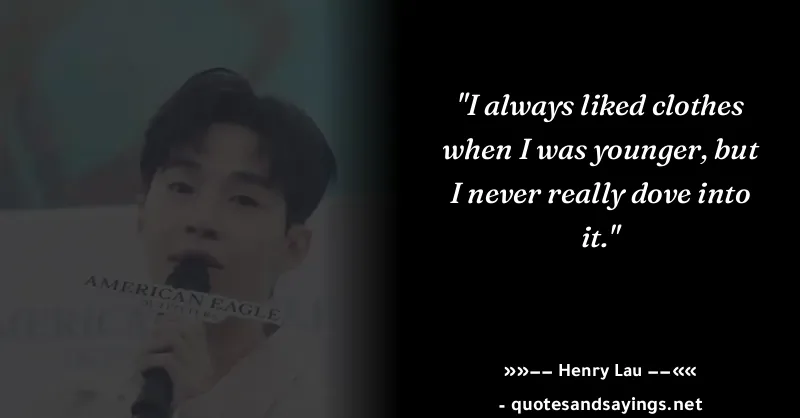 "I always liked clothes
when I was younger, but
I never really dove into
it."
AMERICAN EAGLE
»»–– Henry Lau ––««
- quotesandsayings.net